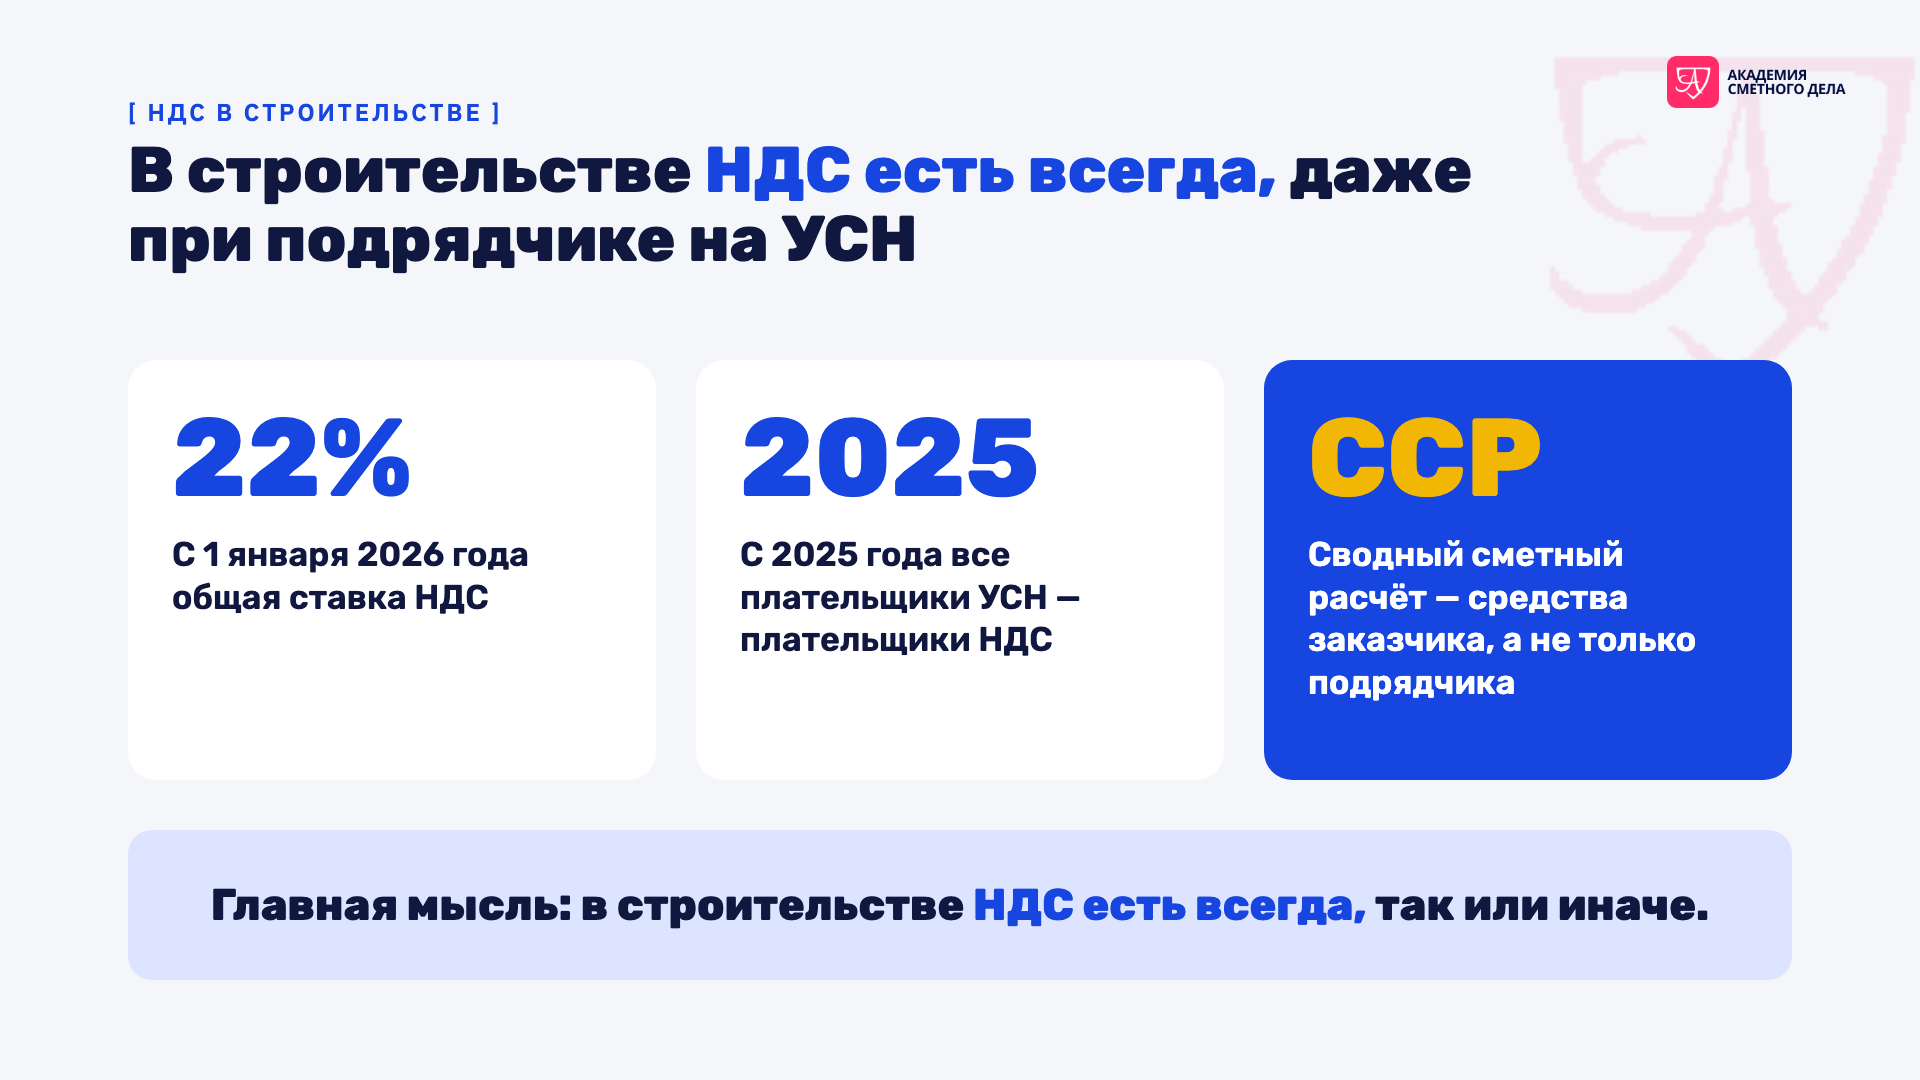 АКАДЕМИЯ
СМЕТНОГО ДЕЛА
[ НДС В СТРОИТЕЛЬСТВЕ ]
В строительстве НДС есть всегда, даже
при подрядчике на УСН
22%
С 1 января 2026 года
общая ставка НДС
2025
С 2025 года все
плательщики УСН —
плательщики НДС
ССР
Сводный сметный
расчёт — средства
заказчика, а не только
подрядчика
Главная мысль: в строительстве НДС есть всегда, так или иначе.